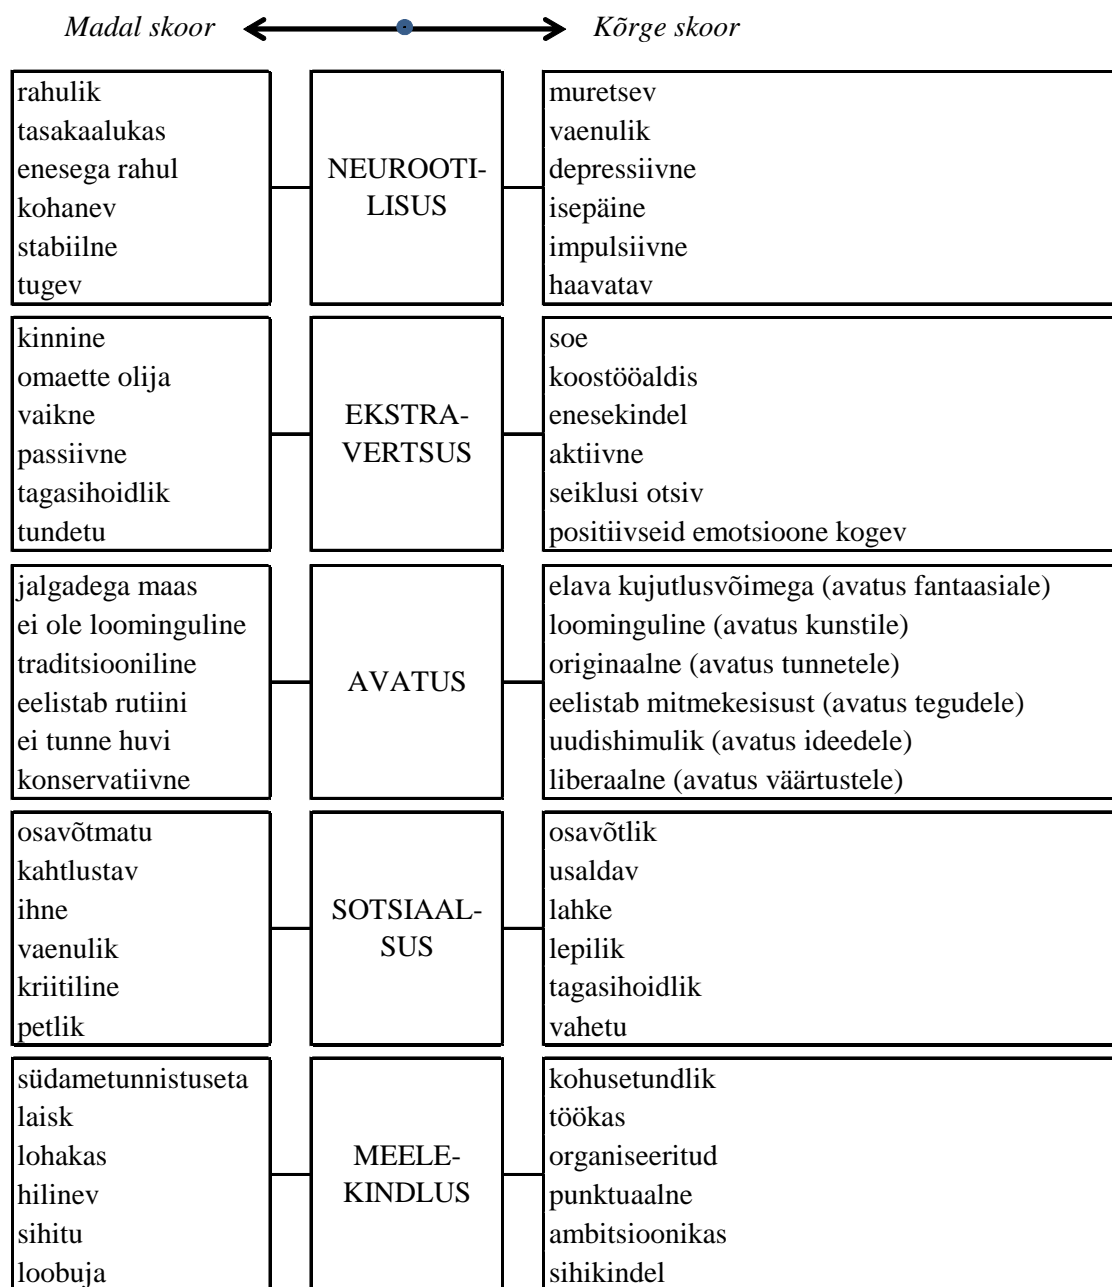 Madal skoor
Kõrge skoor
rahulik
tasakaalukas
enesega rahul
kohanev
stabiilne
tugev
NEUROOTI-
LISUS
muretsev
vaenulik
depressiivne
isepäine
impulsiivne
haavatav
kinnine
omaette olija
vaikne
passiivne
tagasihoidlik
tundetu
EKSTRA-
VERTSUS
soe
koostööaldis
enesekindel
aktiivne
seiklusi otsiv
positiivseid emotsioone kogev
jalgadega maas
ei ole loominguline
traditsiooniline
eelistab rutiini
ei tunne huvi
konservatiivne
AVATUS
elava kujutlusvõimega (avatus fantaasiale)
loominguline (avatus kunstile)
originaalne (avatus tunnetele)
eelistab mitmekesisust (avatus tegudele)
uudishimulik (avatus ideedele)
liberaalne (avatus väärtustele)
osavõtmatu
kahtlustav
ihne
vaenulik
kriitiline
petlik
SOTSIAAL-
SUS
osavõtlik
usaldav
lahke
lepilik
tagasihoidlik
vahetu
südametunnistuseta
laisk
lohakas
hilinev
sihitu
loobuja
MEELE-
KINDLUS
kohusetundlik
töökas
organiseeritud
punktuaalne
ambitsioonikas
sihikindel